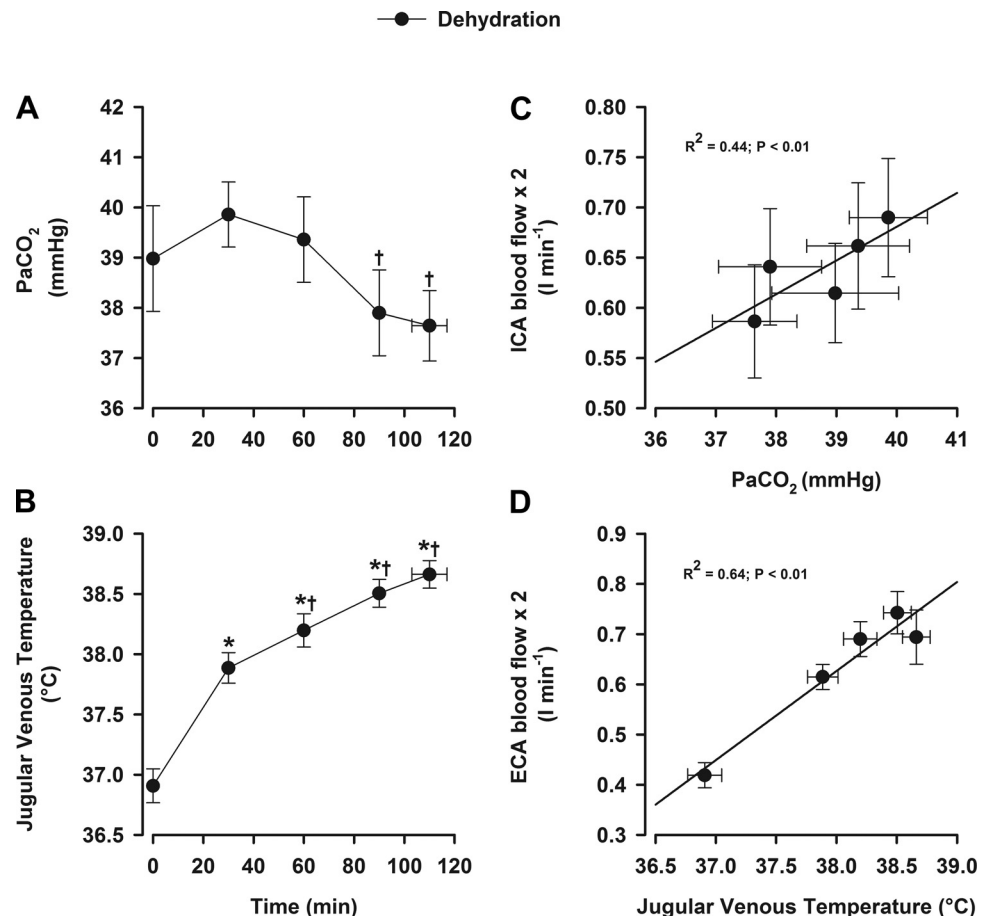 Dehydration
A
PaCO2
(mmHg)
42
41
40
39
38
37
36
† †
0 20 40 60 80 100 120
C
ICA blood flow x 2
(l min-1)
0.80
0.75
0.70
0.65
0.60
0.55
0.50
R2 = 0.44; P < 0.01
36 37 38 39 40 41
PaCO2 (mmHg)
B
Jugular Venous Temperature
(°C)
39.0
38.5
38.0
37.5
37.0
36.5
* *† *† *†
0 20 40 60 80 100 120
Time (min)
D
ECA blood flow x 2
(l min-1)
0.9
0.8
0.7
0.6
0.5
0.4
0.3
R2 = 0.64; P < 0.01
36.5 37.0 37.5 38.0 38.5 39.0
Jugular Venous Temperature (°C)